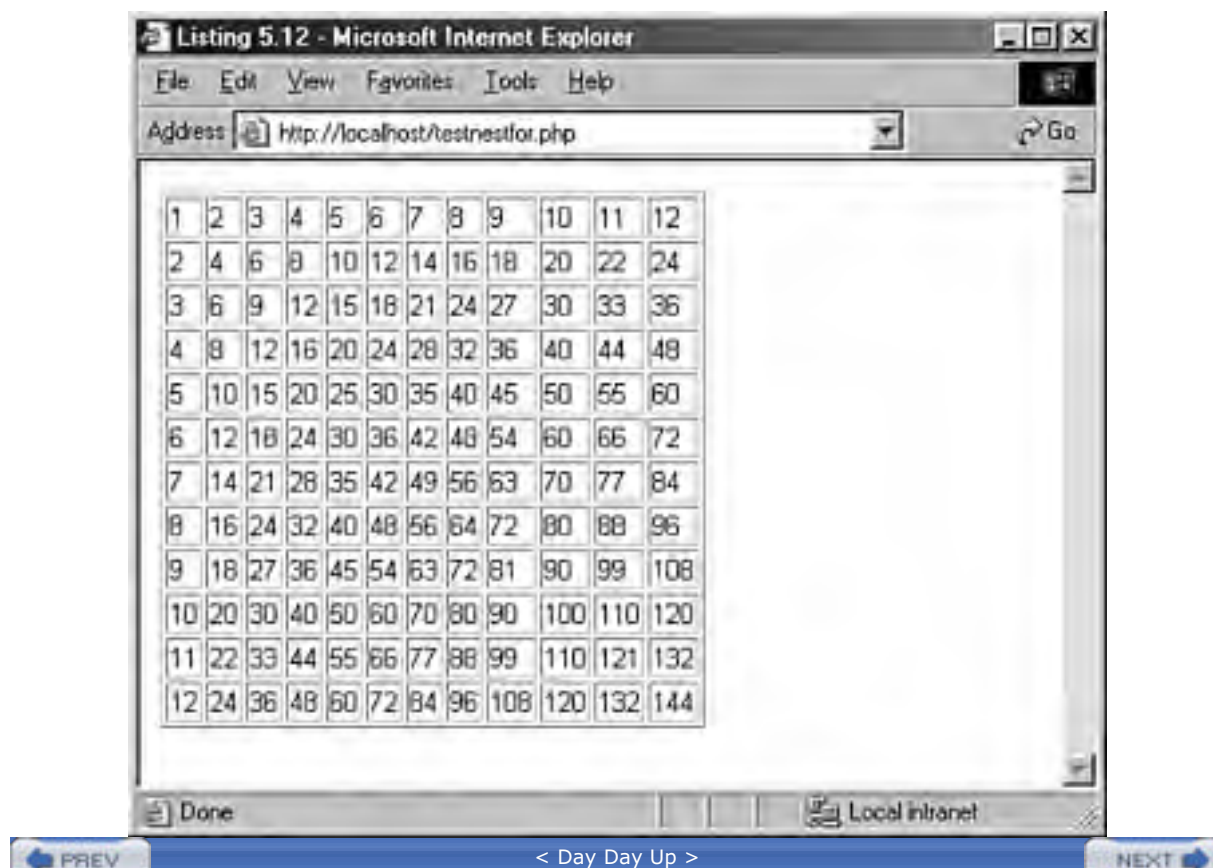 Listing 5.12 - Microsoft Internet Explorer
File Edit View Favorites Tools Help
Address http://localhost/testnestfor.php Go
1 2 3 4 5 6 7 8 9 10 11 12
2 4 6 8 10 12 14 16 18 20 22 24
3 6 9 12 15 18 21 24 27 30 33 36
4 8 12 16 20 24 28 32 36 40 44 48
5 10 15 20 25 30 35 40 45 50 55 60
6 12 18 24 30 36 42 48 54 60 66 72
7 14 21 28 35 42 49 56 63 70 77 84
8 16 24 32 40 48 56 64 72 80 88 96
9 18 27 36 45 54 63 72 81 90 99 108
10 20 30 40 50 60 70 80 90 100 110 120
11 22 33 44 55 66 77 88 99 110 121 132
12 24 36 48 60 72 84 96 108 120 132 144
Done Local intranet
PREV < Day Day Up > NEXT